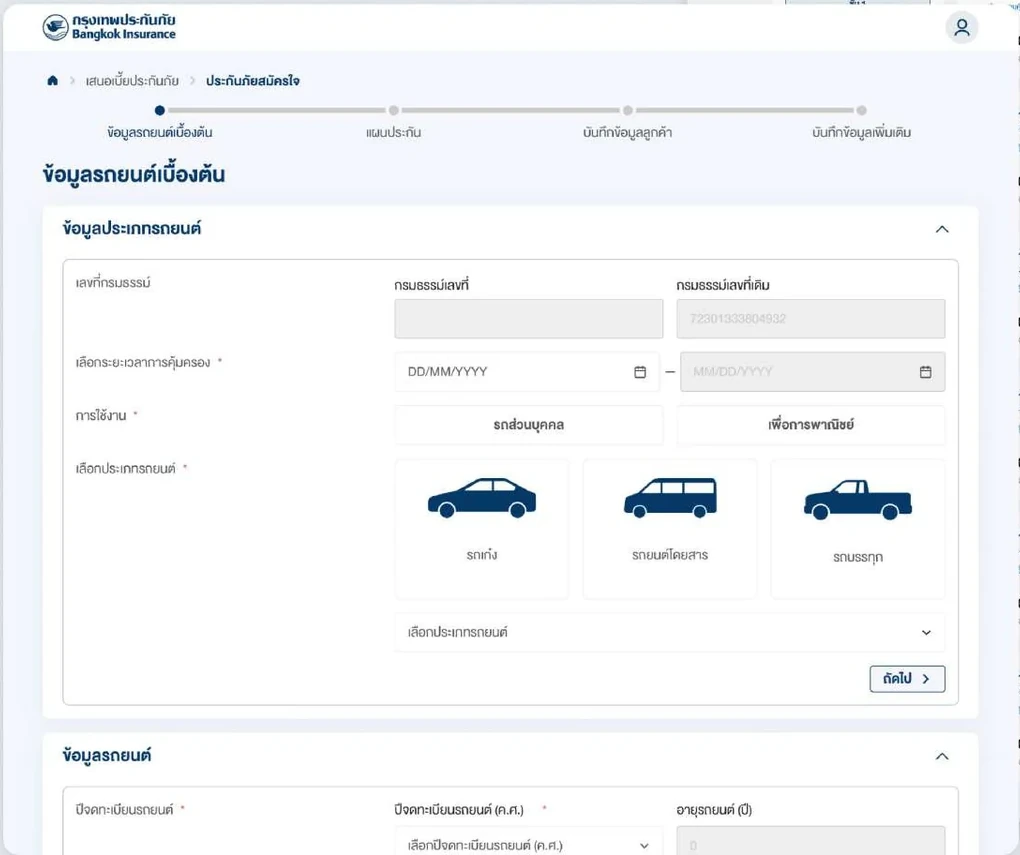 กรุงเทพประกันภัย
Bangkok Insurance
เสนอเบี้ยประกันภัย
ประกันภัยสมัครใจ
ข้อมูลรถยนต์เบื้องต้น
แผนประกัน
บันทึกข้อมูลลูกค้า
บันทึกข้อมูลเพิ่มเติม
ข้อมูลรถยนต์เบื้องต้น
ข้อมูลประเภทรถยนต์
เลขที่กรมธรรม์
กรมธรรม์เลขที่
กรมธรรม์เลขที่เดิม
72301333804932
เลือกระยะเวลาการคุ้มครอง *
DD/MM/YYYY
–
MM/DD/YYYY
การใช้งาน *
รถส่วนบุคคล
เพื่อการพาณิชย์
เลือกประเภทรถยนต์ *
รถเก๋ง
รถยนต์โดยสาร
รถบรรทุก
เลือกประเภทรถยนต์
ถัดไป
ข้อมูลรถยนต์
ปีจดทะเบียนรถยนต์ *
ปีจดทะเบียนรถยนต์ (ค.ศ.) *
อายุรถยนต์ (ปี)
เลือกปีจดทะเบียนรถยนต์ (ค.ศ.)
0